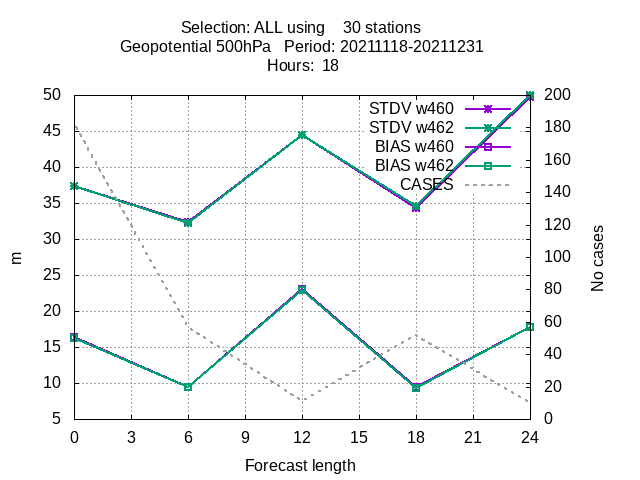 Selection: ALL using    30 stations
Geopotential 500hPa   Period: 20211118-20211231
Hours:  18
50 200
STDV w460
STDV w462
BIAS w460
BIAS w462
CASES
45 180
40 160
35 140
30 120
25 100
20 80
15 60
10 40
5 20
0
m
No cases
0 3 6 9 12 15 18 21 24
Forecast length